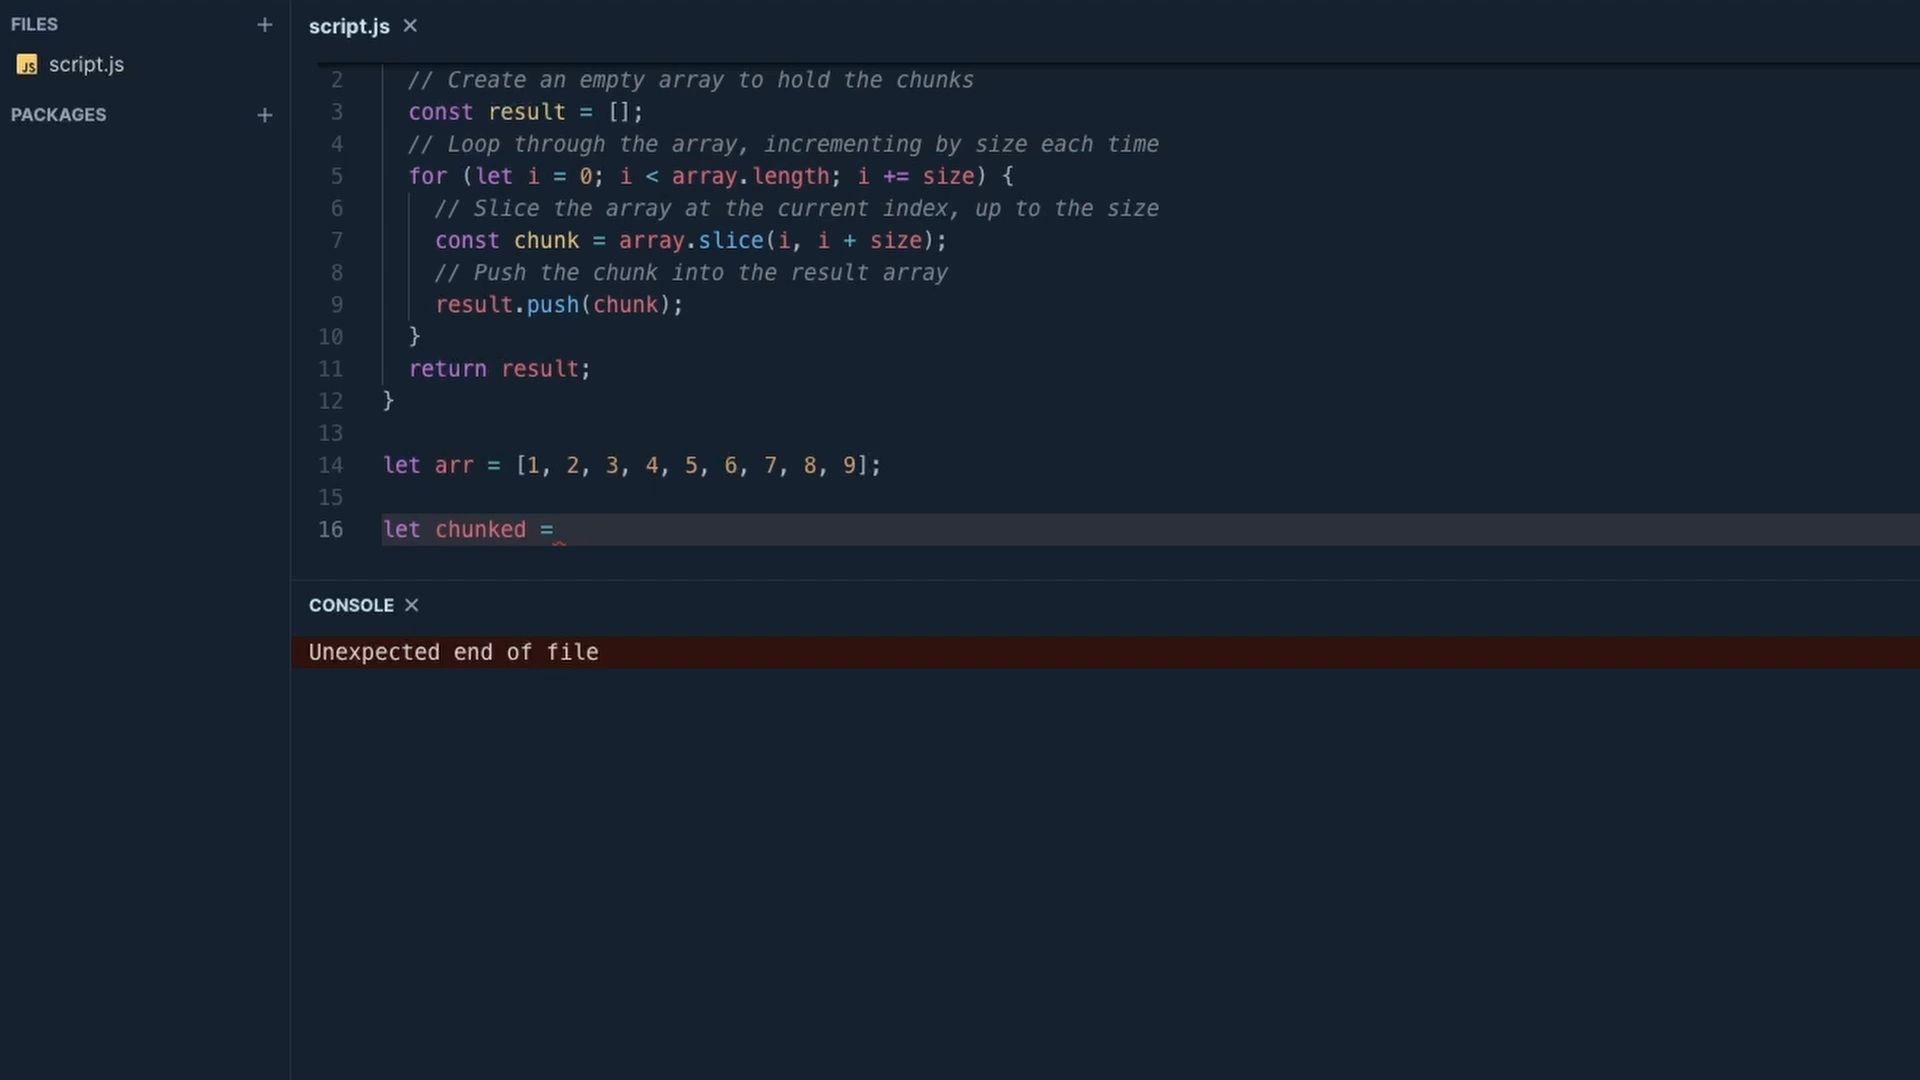 FILES +
JS script.js
PACKAGES +
script.js ×
2 // Create an empty array to hold the chunks
3 const result = [];
4 // Loop through the array, incrementing by size each time
5 for (let i = 0; i < array.length; i += size) {
6 // Slice the array at the current index, up to the size
7 const chunk = array.slice(i, i + size);
8 // Push the chunk into the result array
9 result.push(chunk);
10 }
11 return result;
12 }
13
14 let arr = [1, 2, 3, 4, 5, 6, 7, 8, 9];
15
16 let chunked =
CONSOLE ×
Unexpected end of file